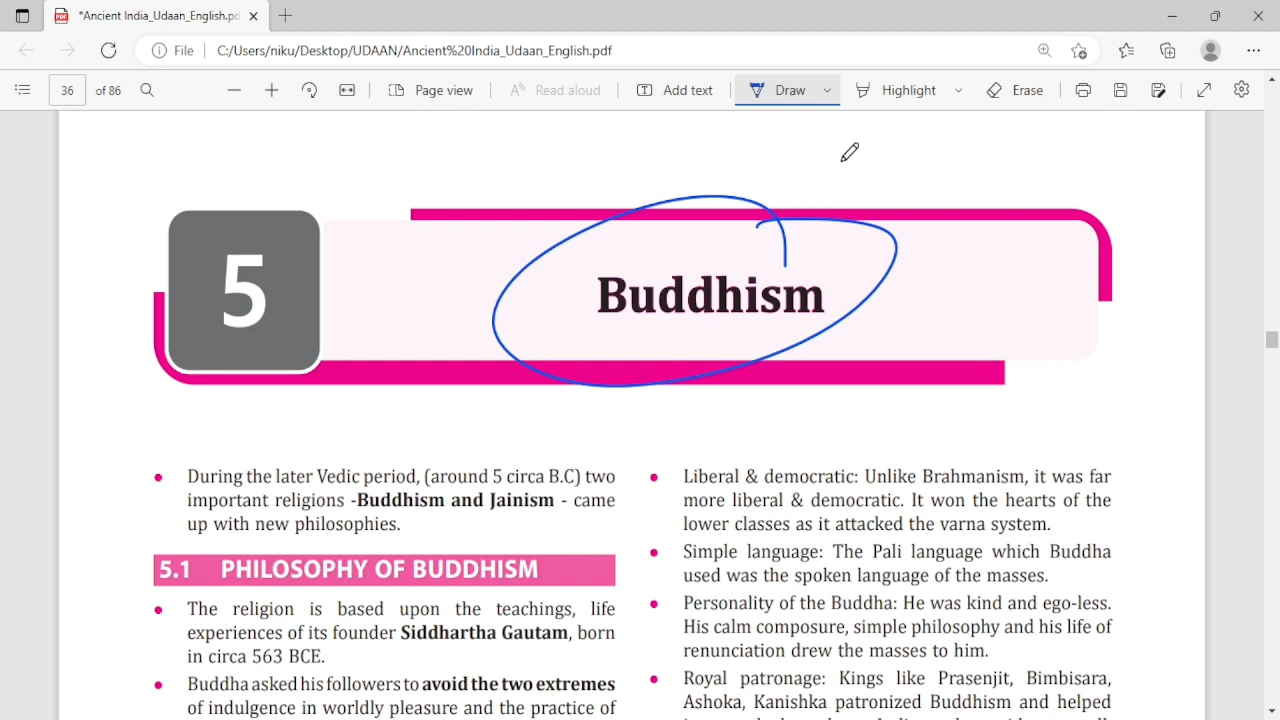 *Ancient India_Udaan_English.pd
File
C:/Users/niku/Desktop/UDAAN/Ancient%20India_Udaan_English.pdf
36 of 86
Page view
Read aloud
Add text
Draw
Highlight
Erase
5
Buddhism
During the later Vedic period, (around 5 circa B.C) two
important religions -Buddhism and Jainism - came
up with new philosophies.
5.1 PHILOSOPHY OF BUDDHISM
The religion is based upon the teachings, life
experiences of its founder Siddhartha Gautam, born
in circa 563 BCE.
Buddha asked his followers to avoid the two extremes
of indulgence in worldly pleasure and the practice of
Liberal & democratic: Unlike Brahmanism, it was far
more liberal & democratic. It won the hearts of the
lower classes as it attacked the varna system.
Simple language: The Pali language which Buddha
used was the spoken language of the masses.
Personality of the Buddha: He was kind and ego-less.
His calm composure, simple philosophy and his life of
renunciation drew the masses to him.
Royal patronage: Kings like Prasenjit, Bimbisara,
Ashoka, Kanishka patronized Buddhism and helped